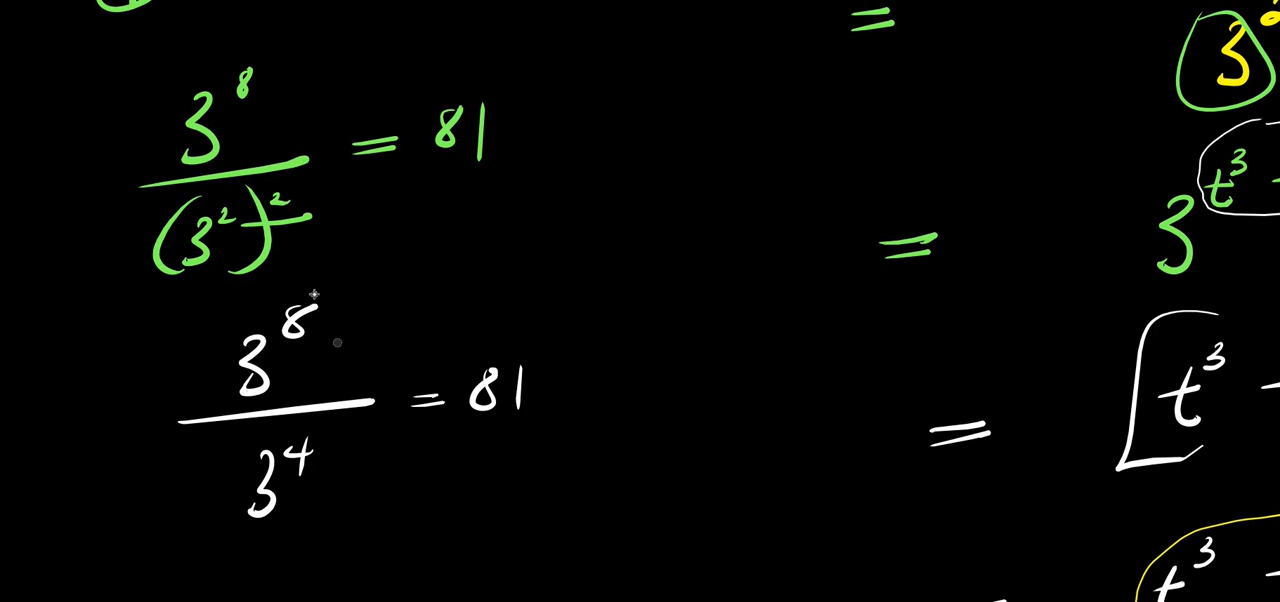 3^8 / (3^2)^2 = 81
3^8 / 3^4 = 81
=
3
= 3^{t^3
= [t^3
t^3